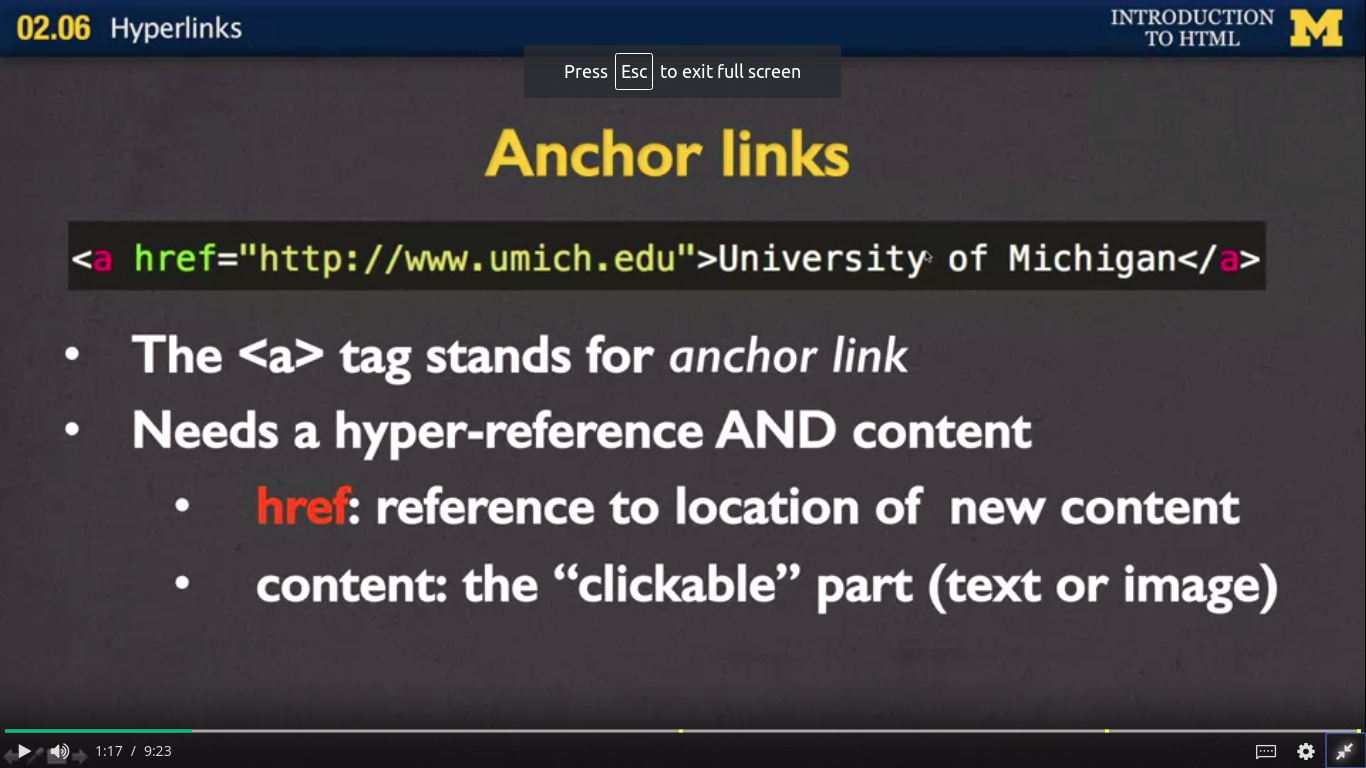 02.06 Hyperlinks
INTRODUCTION
TO HTML
M
Press Esc to exit full screen
Anchor links
<a href="http://www.umich.edu">University of Michigan</a>
• The <a> tag stands for anchor link
• Needs a hyper-reference AND content
• href: reference to location of new content
• content: the “clickable” part (text or image)
1:17 / 9:23